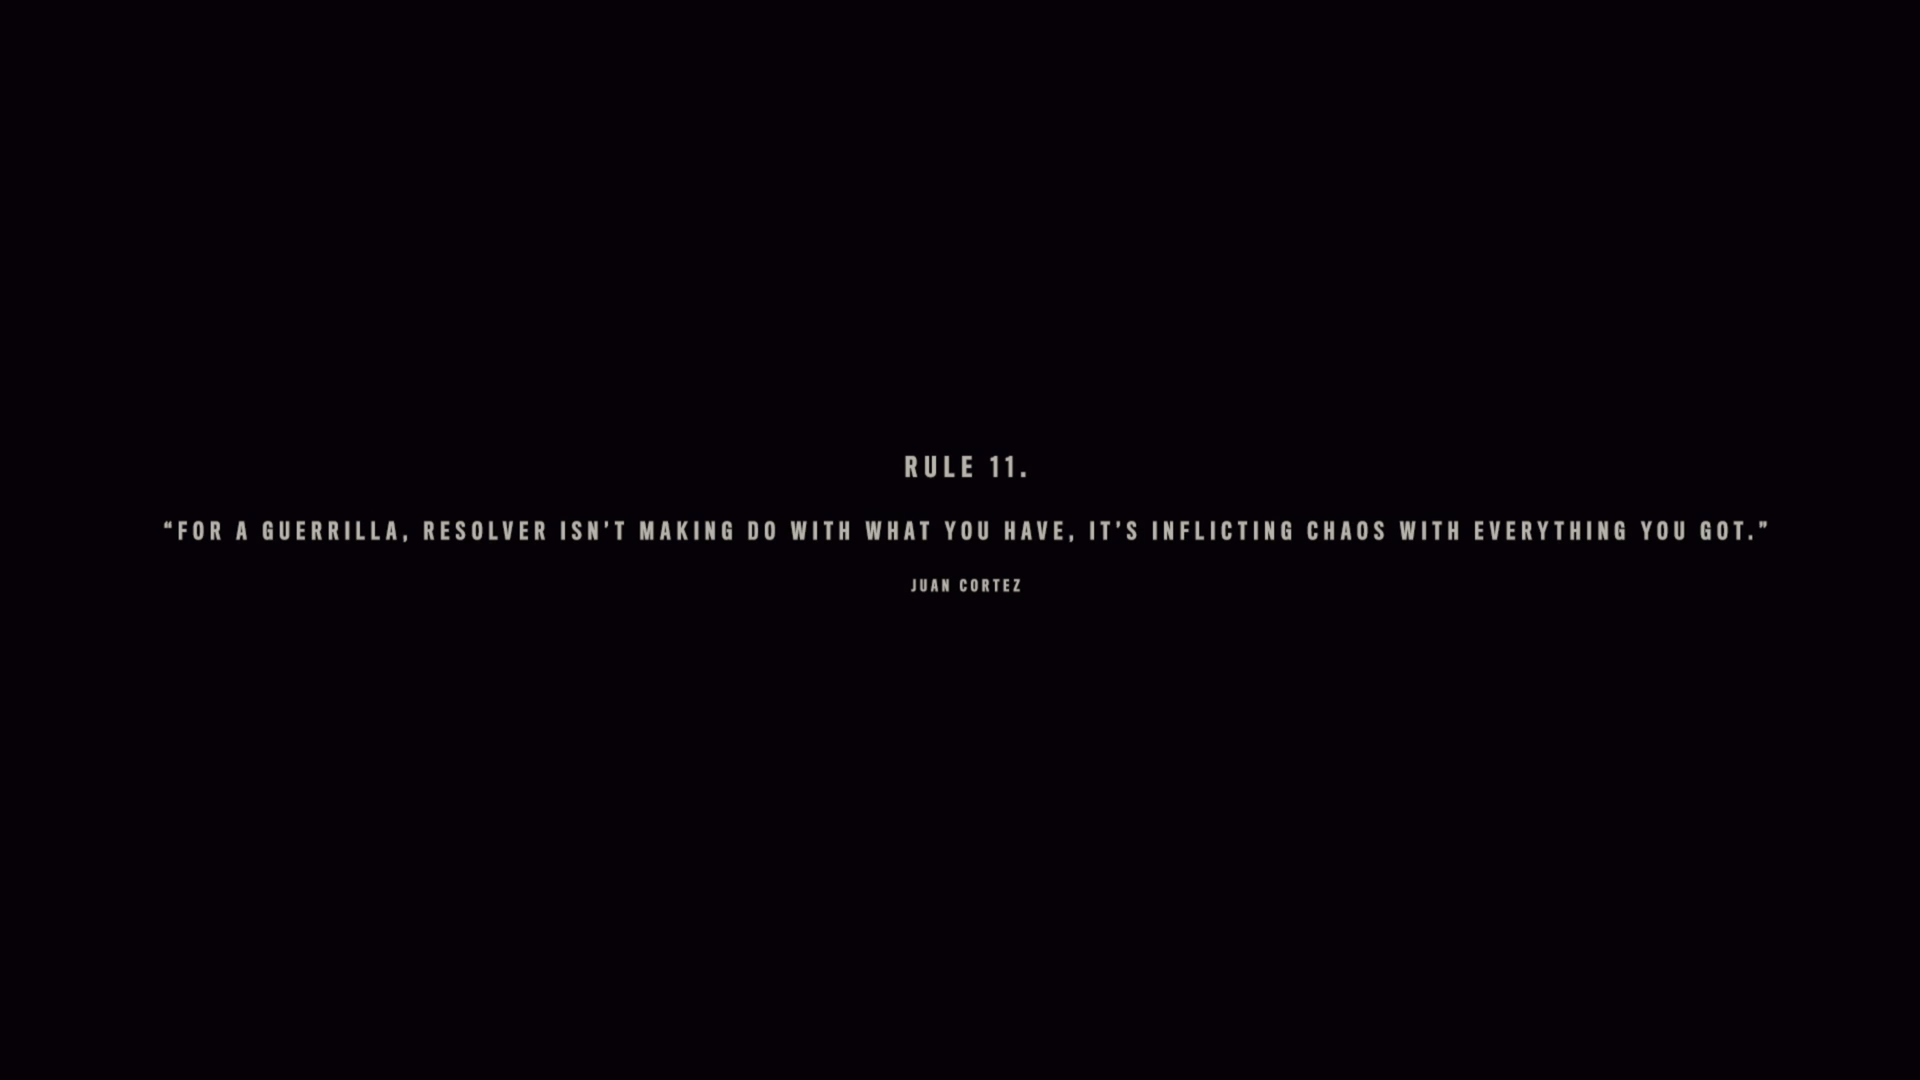 RULE 11.
“FOR A GUERRILLA, RESOLVER ISN’T MAKING DO WITH WHAT YOU HAVE, IT’S INFLICTING CHAOS WITH EVERYTHING YOU GOT.”
JUAN CORTEZ